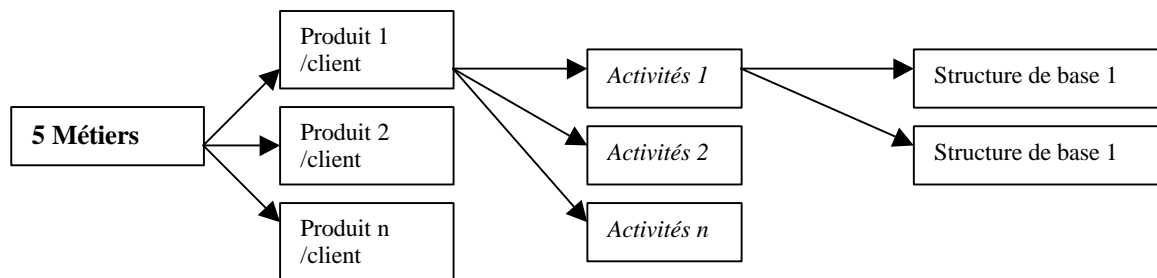 5 Métiers
Produit 1
/client
Produit 2
/client
Produit n
/client
Activités 1
Activités 2
Activités n
Structure de base 1
Structure de base 1